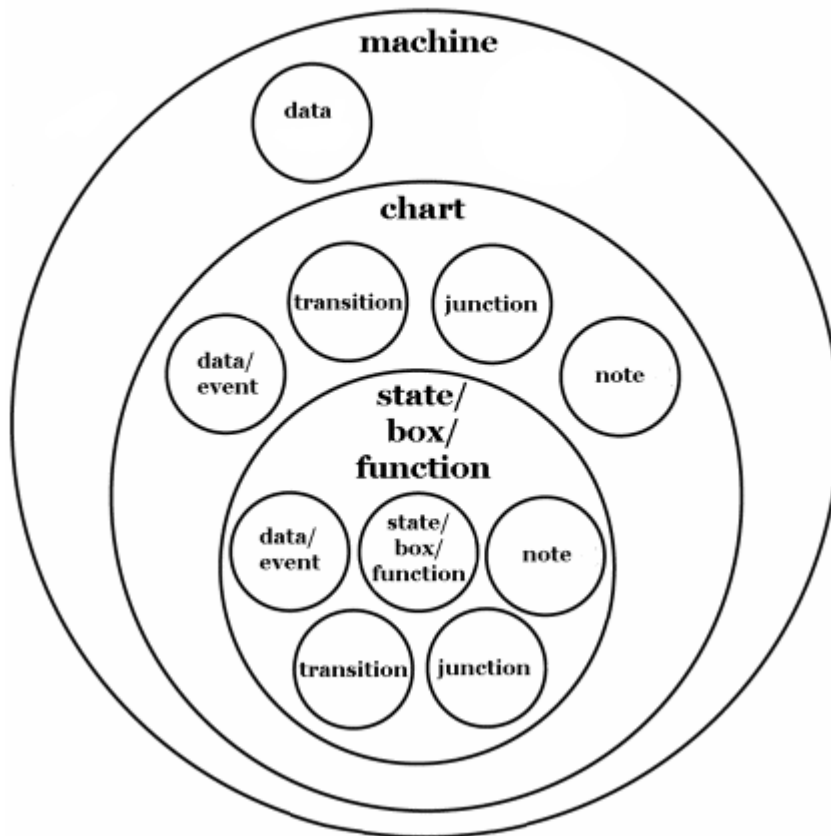 machine
data
chart
transition
junction
data/
event
note
state/
box/
function
data/
event
state/
box/
function
note
transition
junction